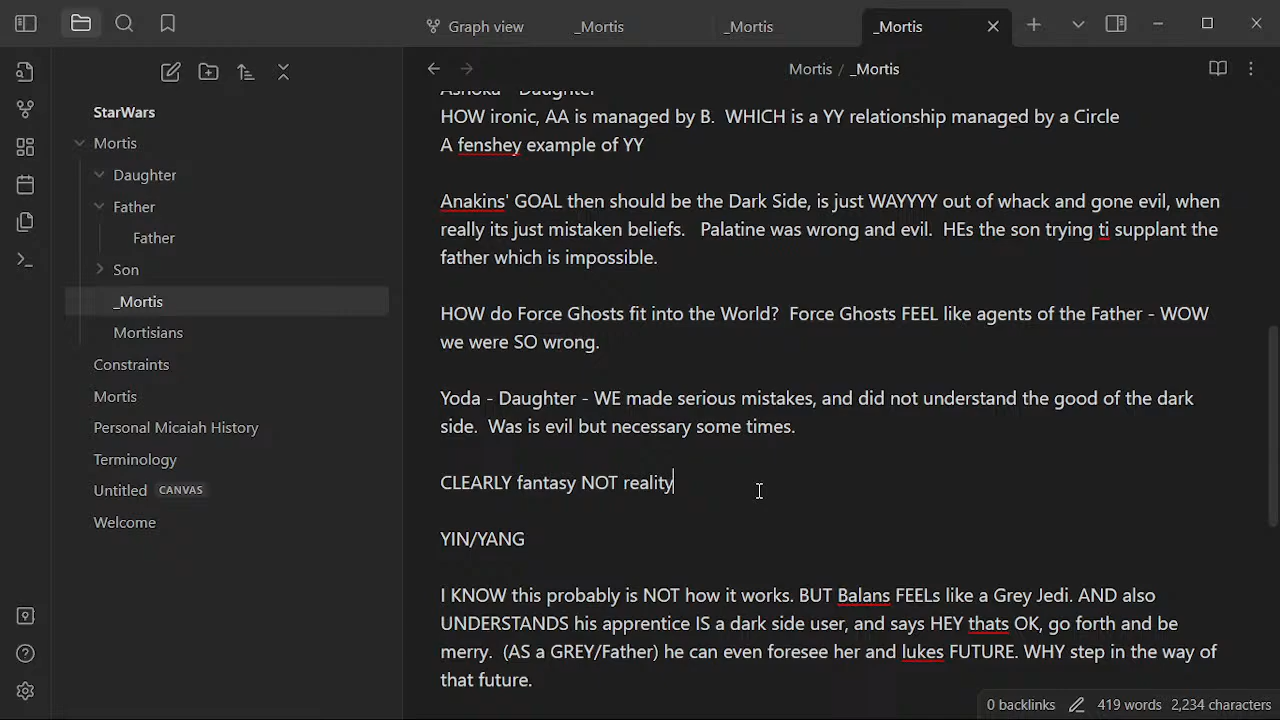 Graph view
_Mortis
_Mortis
_Mortis
StarWars
Mortis
Daughter
Father
Father
Son
_Mortis
Mortisians
Constraints
Mortis
Personal Micaiah History
Terminology
Untitled CANVAS
Welcome
Mortis / _Mortis
Ashoka - Daughter
HOW ironic, AA is managed by B.  WHICH is a YY relationship managed by a Circle
A fenshey example of YY
Anakins' GOAL then should be the Dark Side, is just WAYYYY out of whack and gone evil, when
really its just mistaken beliefs.   Palatine was wrong and evil.  HEs the son trying ti supplant the
father which is impossible.
HOW do Force Ghosts fit into the World?  Force Ghosts FEEL like agents of the Father - WOW
we were SO wrong.
Yoda - Daughter - WE made serious mistakes, and did not understand the good of the dark
side.  Was is evil but necessary some times.
CLEARLY fantasy NOT reality
YIN/YANG
I KNOW this probably is NOT how it works. BUT Balans FEELs like a Grey Jedi. AND also
UNDERSTANDS his apprentice IS a dark side user, and says HEY thats OK, go forth and be
merry.  (AS a GREY/Father) he can even foresee her and lukes FUTURE. WHY step in the way of
that future.
0 backlinks 419 words 2,234 characters